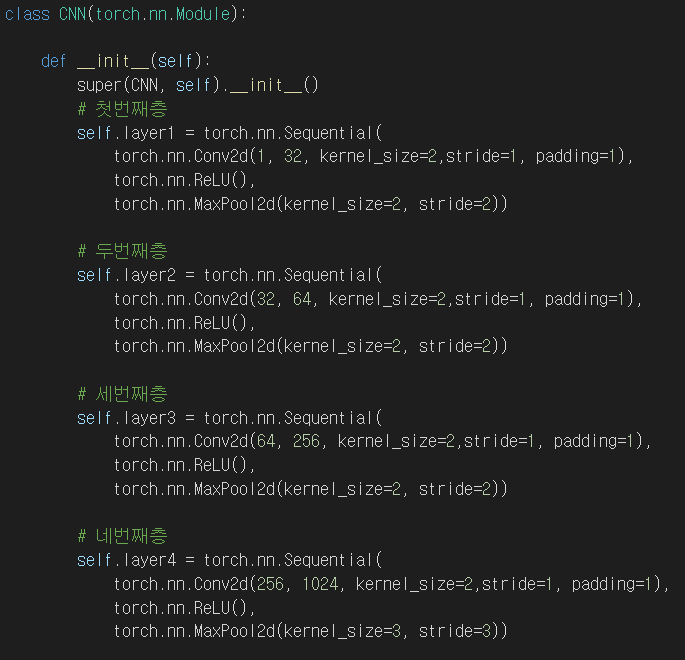 class CNN(torch.nn.Module):
def __init__(self):
super(CNN, self).__init__()
# 첫번째층
self.layer1 = torch.nn.Sequential(
torch.nn.Conv2d(1, 32, kernel_size=2,stride=1, padding=1),
torch.nn.ReLU(),
torch.nn.MaxPool2d(kernel_size=2, stride=2))
# 두번째층
self.layer2 = torch.nn.Sequential(
torch.nn.Conv2d(32, 64, kernel_size=2,stride=1, padding=1),
torch.nn.ReLU(),
torch.nn.MaxPool2d(kernel_size=2, stride=2))
# 세번째층
self.layer3 = torch.nn.Sequential(
torch.nn.Conv2d(64, 256, kernel_size=2,stride=1, padding=1),
torch.nn.ReLU(),
torch.nn.MaxPool2d(kernel_size=2, stride=2))
# 네번째층
self.layer4 = torch.nn.Sequential(
torch.nn.Conv2d(256, 1024, kernel_size=2,stride=1, padding=1),
torch.nn.ReLU(),
torch.nn.MaxPool2d(kernel_size=3, stride=3))